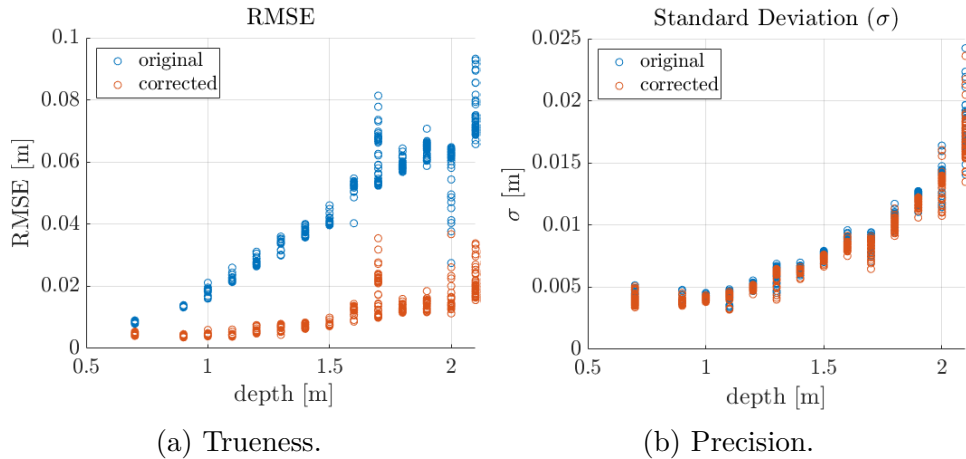 RMSE
original
corrected
0.1
0.08
0.06
0.04
0.02
0
RMSE [m]
0.5
1
1.5
2
depth [m]
(a) Trueness.
Standard Deviation (σ)
original
corrected
0.025
0.02
0.015
0.01
0.005
0
σ [m]
0.5
1
1.5
2
depth [m]
(b) Precision.